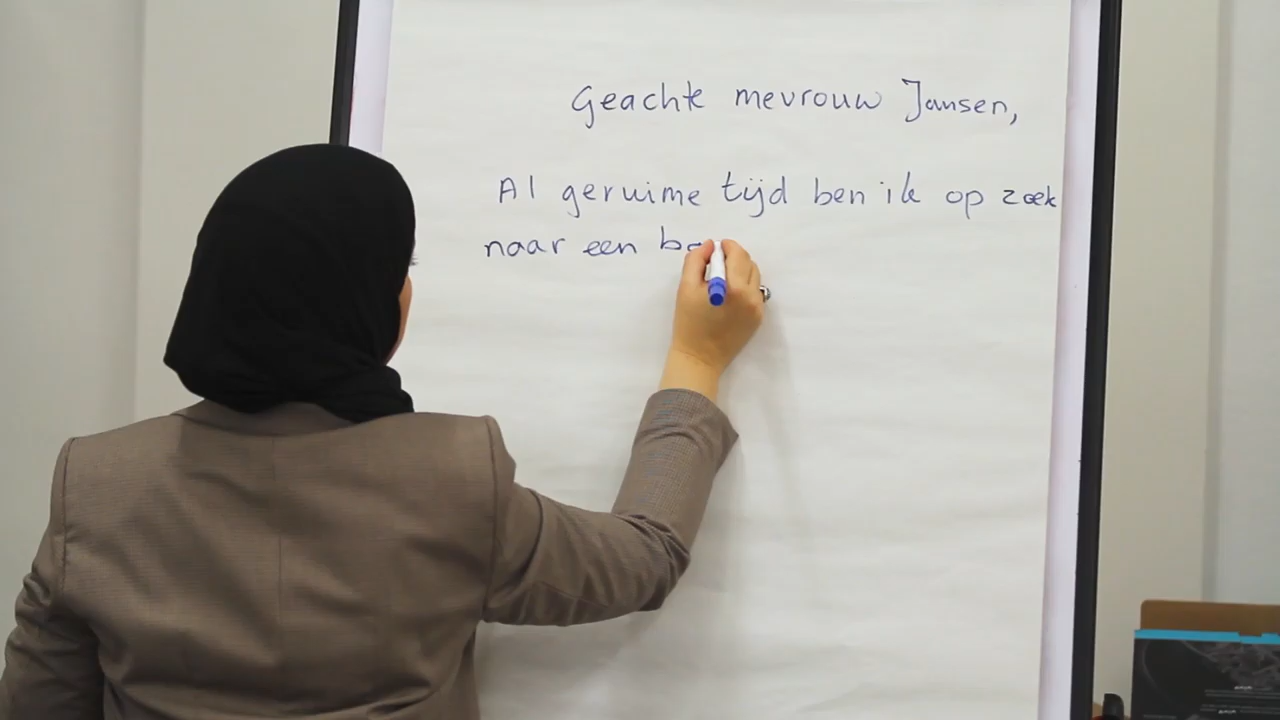 Geachte mevrouw Jansen,
Al geruime tijd ben ik op zoek
naar een